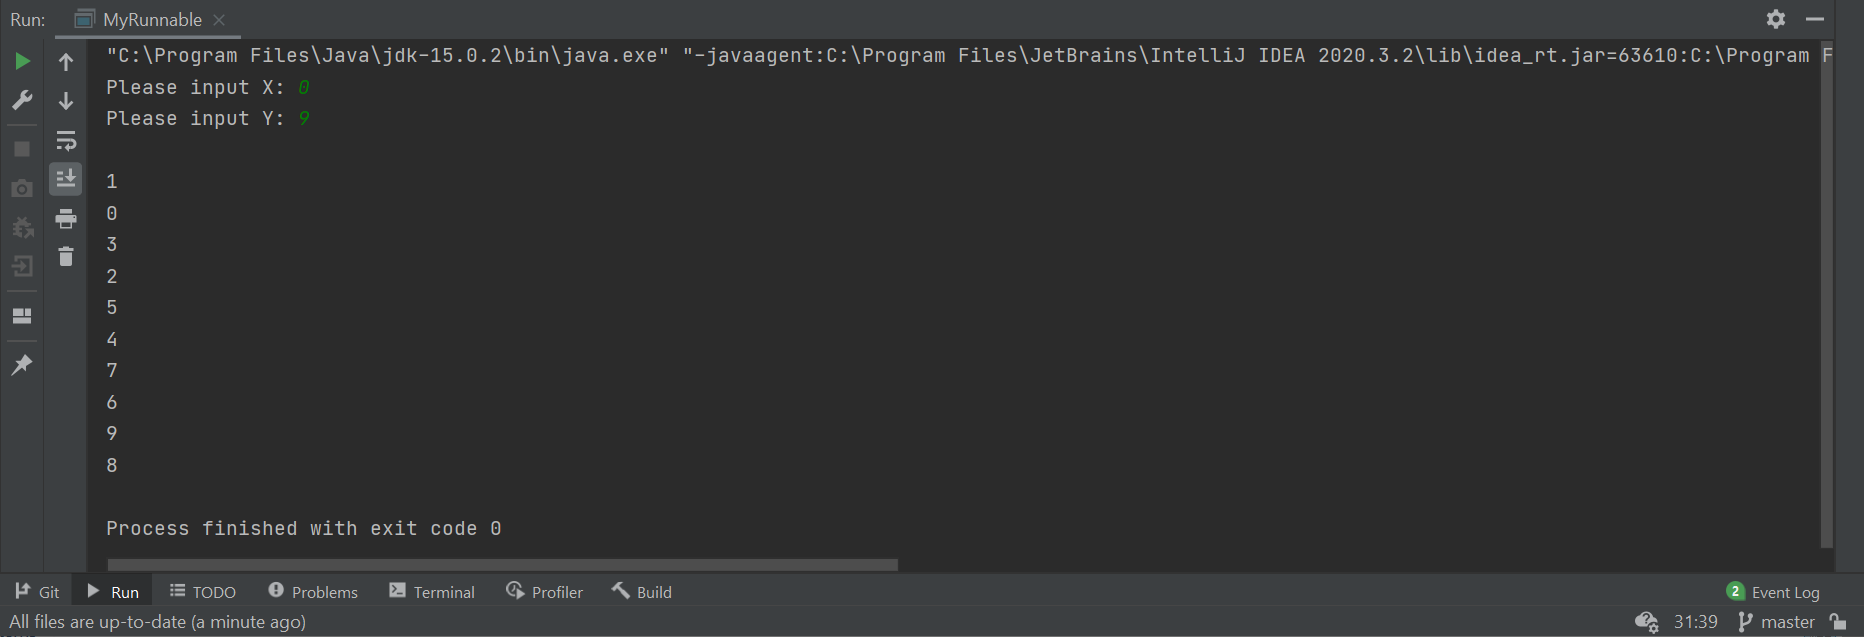 Run: MyRunnable
"C:\Program Files\Java\jdk-15.0.2\bin\java.exe" "-javaagent:C:\Program Files\JetBrains\IntelliJ IDEA 2020.3.2\lib\idea_rt.jar=63610:C:\Program F
Please input X: 0
Please input Y: 9
1
0
3
2
5
4
7
6
9
8
Process finished with exit code 0
Git Run TODO Problems Terminal Profiler Build 2 Event Log
All files are up-to-date (a minute ago) 31:39 master